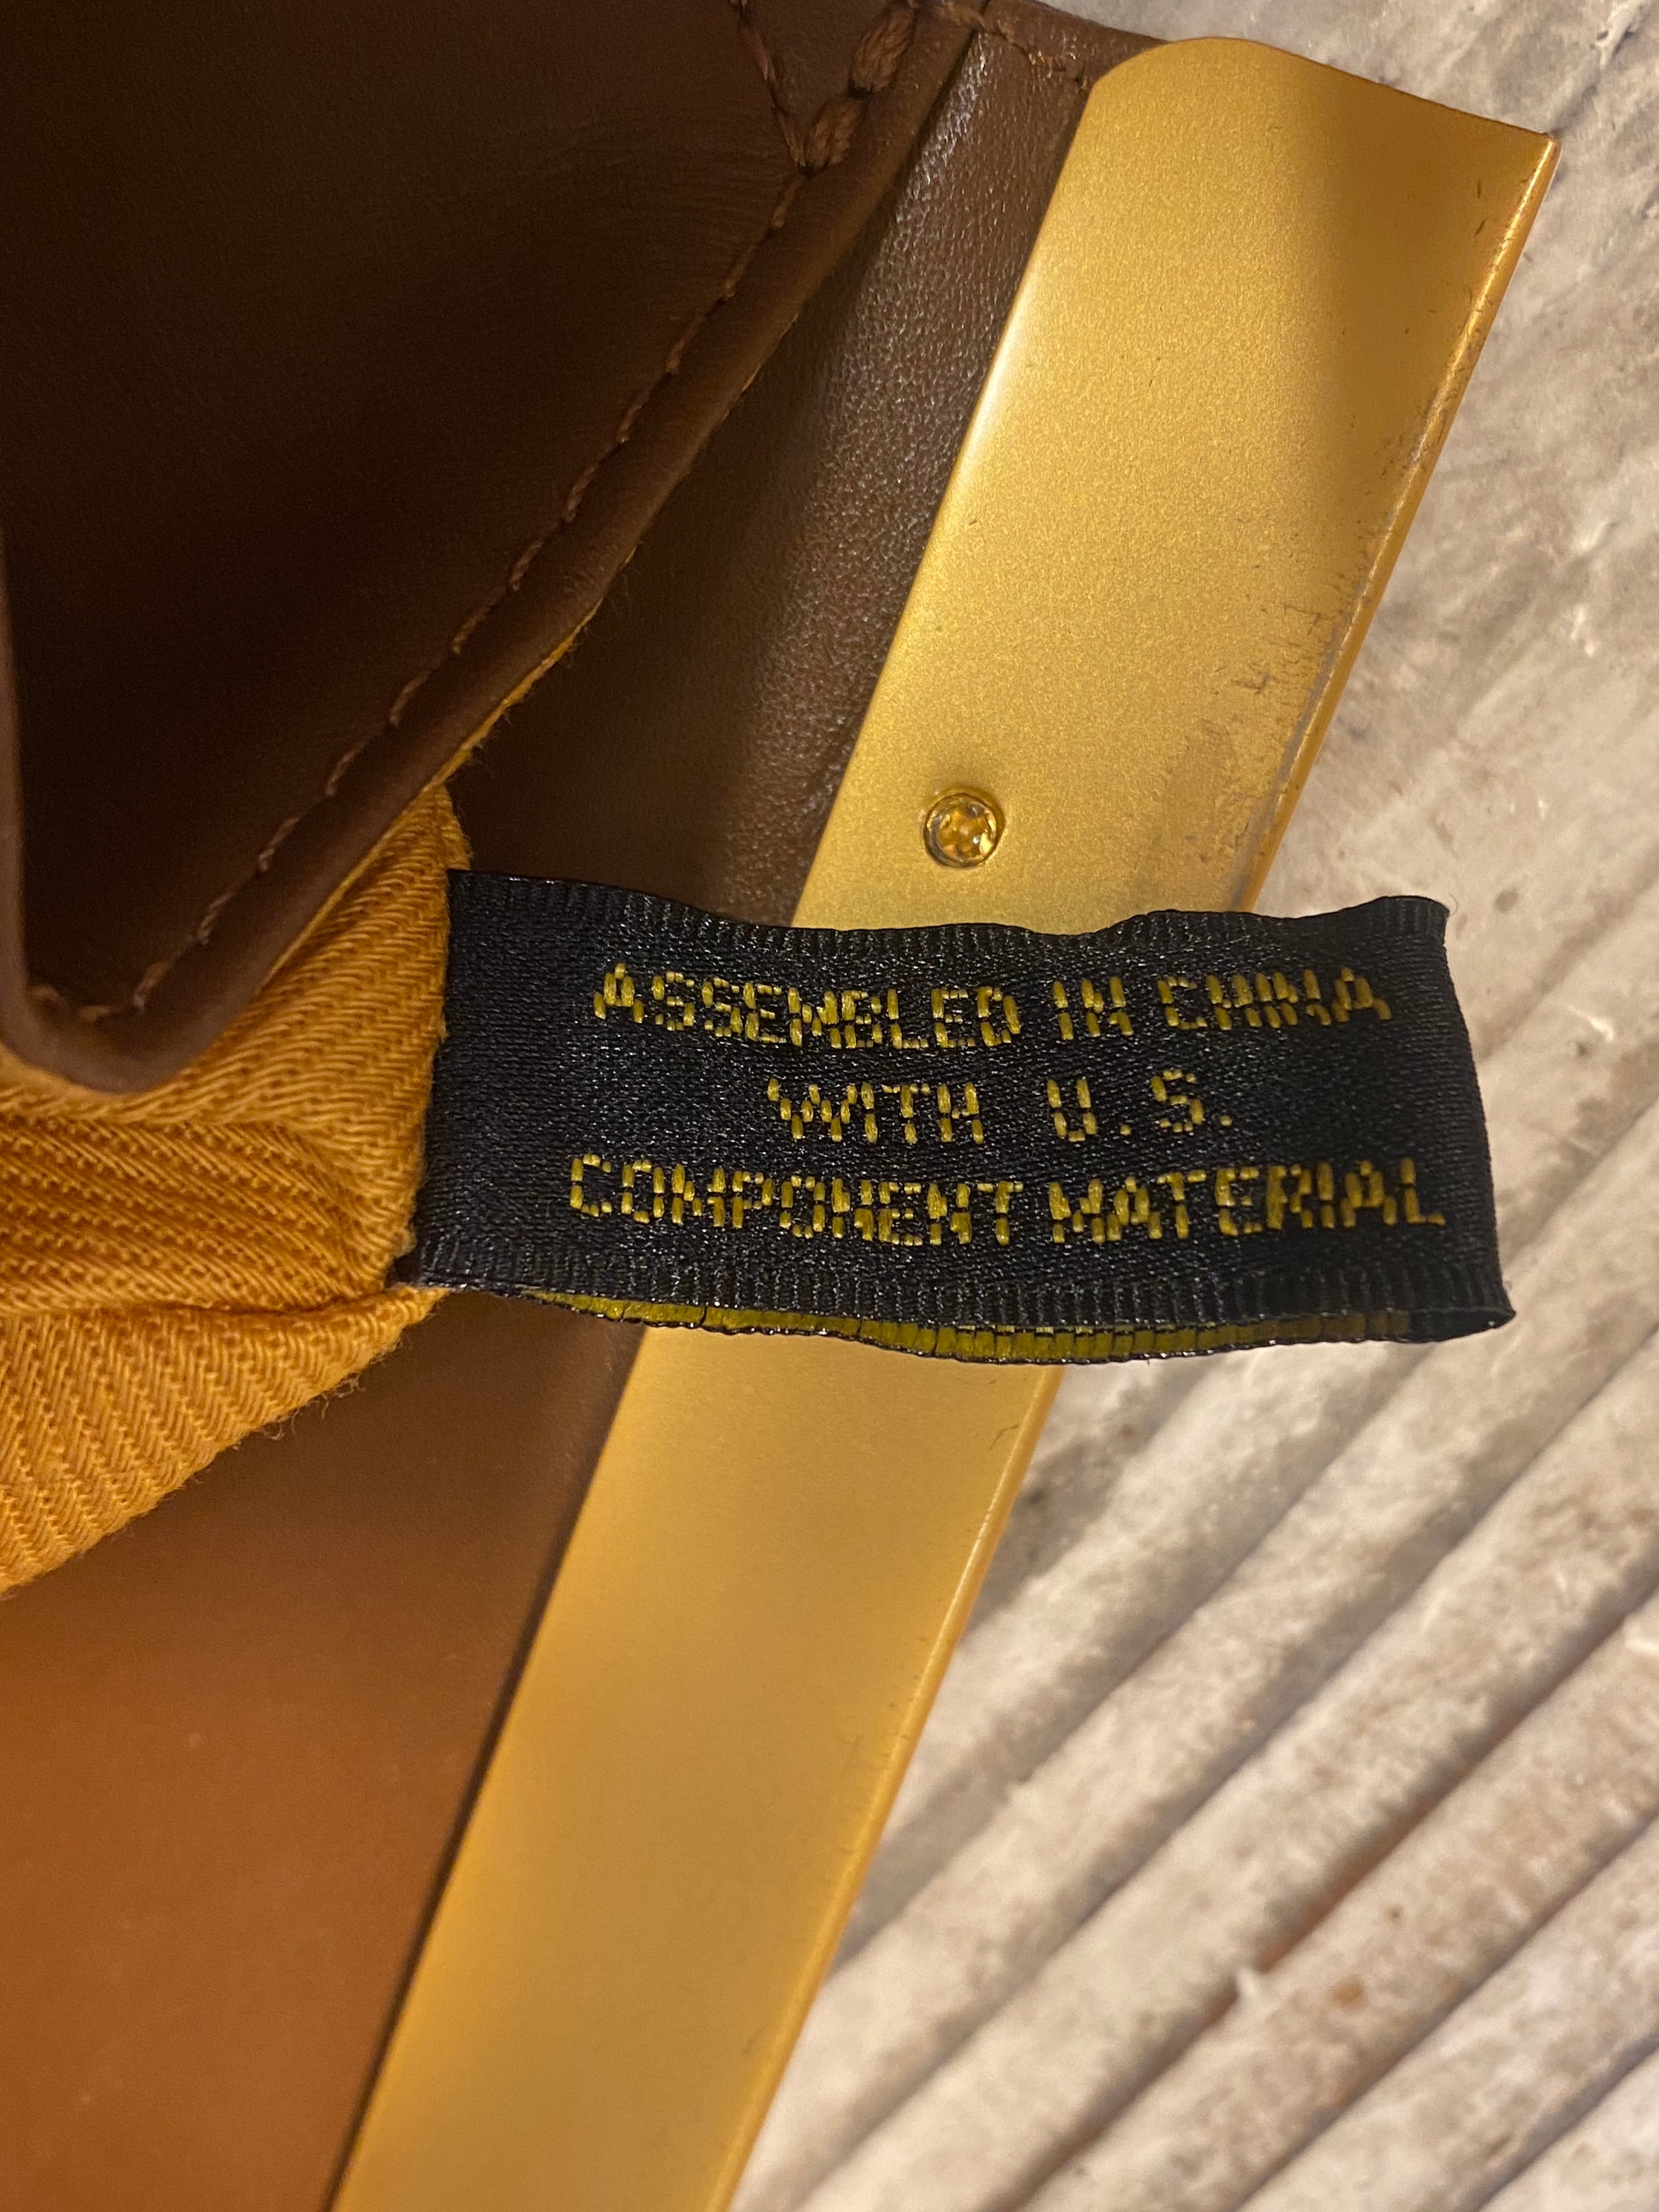 ASSEMBLED IN CHINA
WITH U.S.
COMPONENT MATERIAL